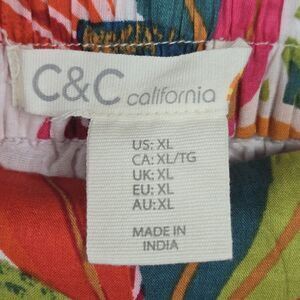 C&C california
US: XL
CA: XL/TG
UK: XL
EU: XL
AU: XL
MADE IN
INDIA